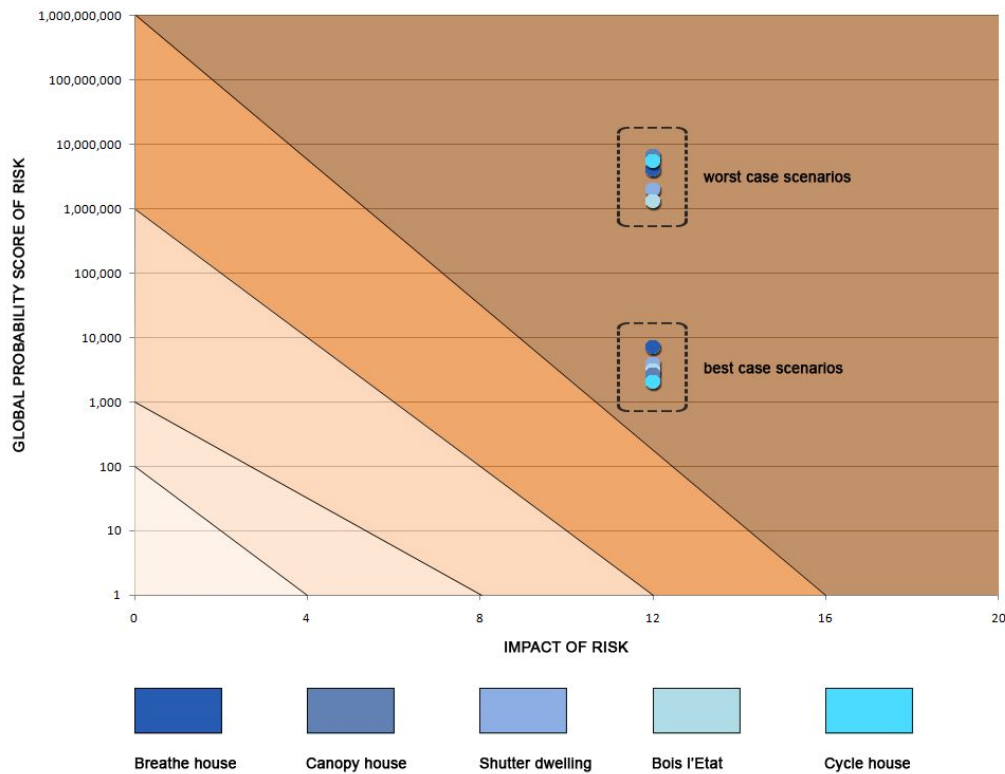 1,000,000,000
100,000,000
10,000,000
1,000,000
100,000
10,000
1,000
100
10
1
GLOBAL PROBABILITY SCORE OF RISK
worst case scenarios
best case scenarios
0 4 8 12 16 20
IMPACT OF RISK
Breathe house Canopy house Shutter dwelling Bois l'Etat Cycle house